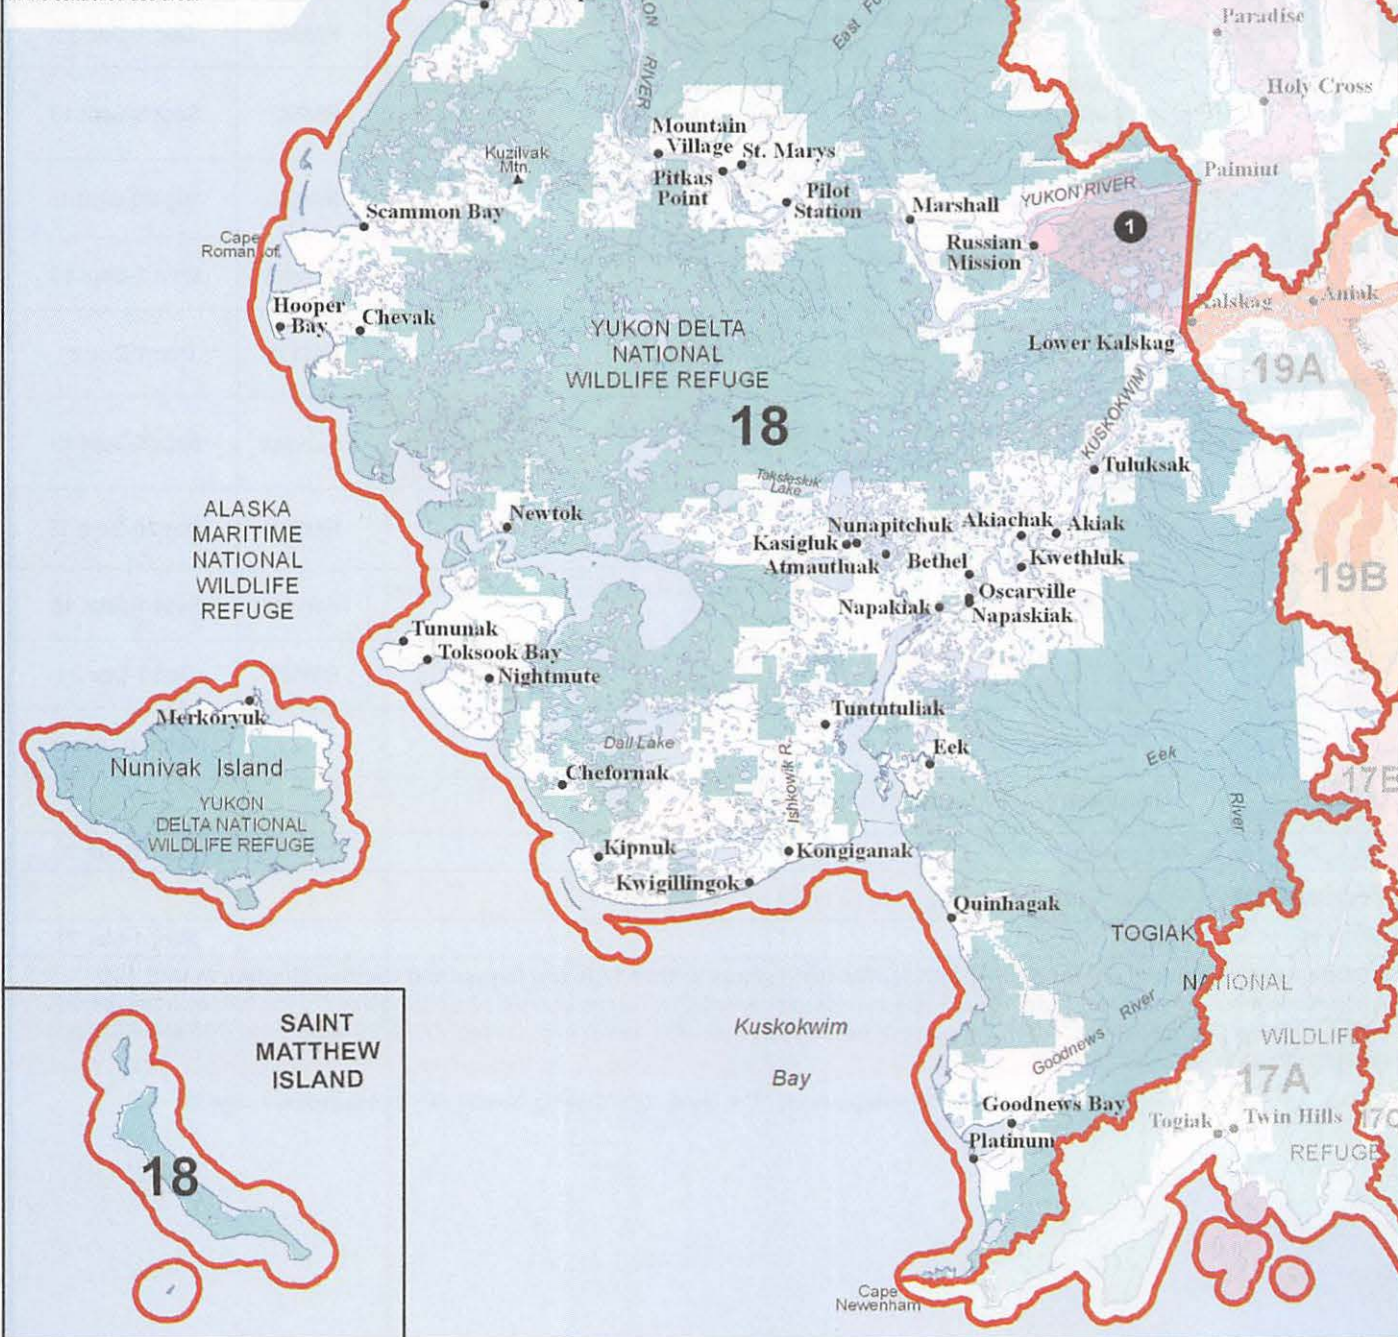 Paradise
East
Holy Cross
RIVER
Mountain
Village
St. Marys
Kuzilvak
Mtn.
Pitkas
Point
Pilot
Station
Paimiut
YUKON RIVER
Marshall
1
Scammon Bay
Cape
Romanzof
Russian
Mission
Hooper
Bay
Chevak
Kalskag
Aniak
YUKON DELTA
NATIONAL
WILDLIFE REFUGE
18
Lower Kalskag
19A
KUSKOKWIM
Tuluksak
Lake
ALASKA
MARITIME
NATIONAL
WILDLIFE
REFUGE
Newtok
Nunapitchuk
Akiachak
Akiak
Kasigluk
Atmautluak
Bethel
Kwethluk
19B
Oscarville
Napakiak
Napaskiak
Tununak
Toksook Bay
Nightmute
Merkoryuk
Tuntutuliak
Dall Lake
Eek
Eek
River
Nunivak Island
YUKON
DELTA NATIONAL
WILDLIFE REFUGE
Chefornak
Ishkowik R.
17B
Kipnuk
Kongiganak
Kwigillingok
Quinhagak
TOGIAK
NATIONAL
WILDLIFE
REFUGE
Goodnews River
17A
SAINT
MATTHEW
ISLAND
18
Kuskokwim
Bay
Goodnews Bay
Platinum
Togiak
Twin Hills
17C
Cape
Newenham